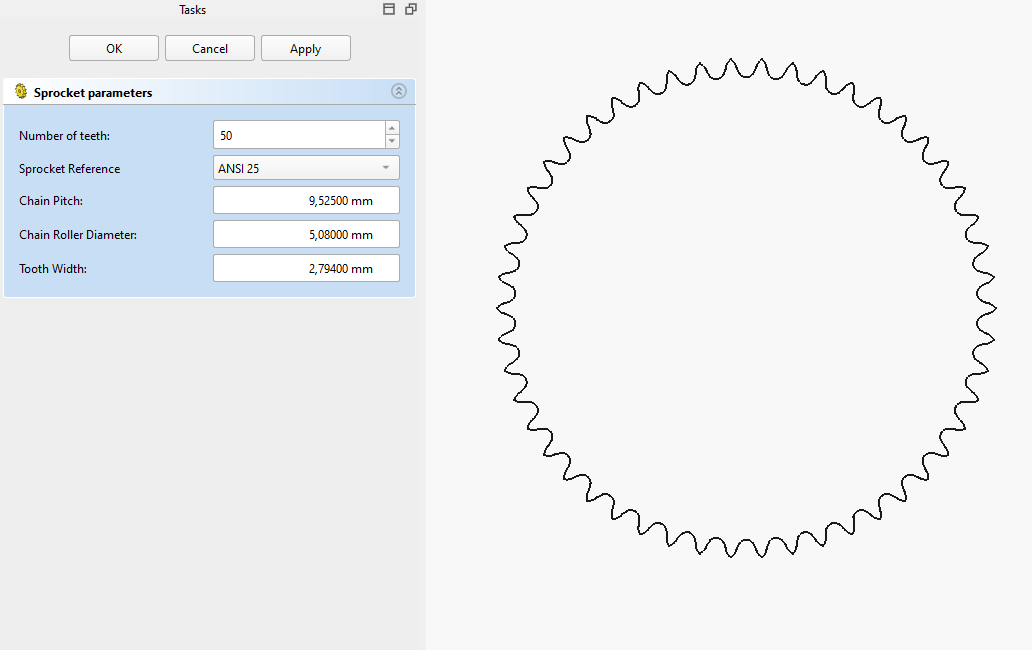 Tasks
OK Cancel Apply
Sprocket parameters
Number of teeth: 50
Sprocket Reference ANSI 25
Chain Pitch: 9,52500 mm
Chain Roller Diameter: 5,08000 mm
Tooth Width: 2,79400 mm